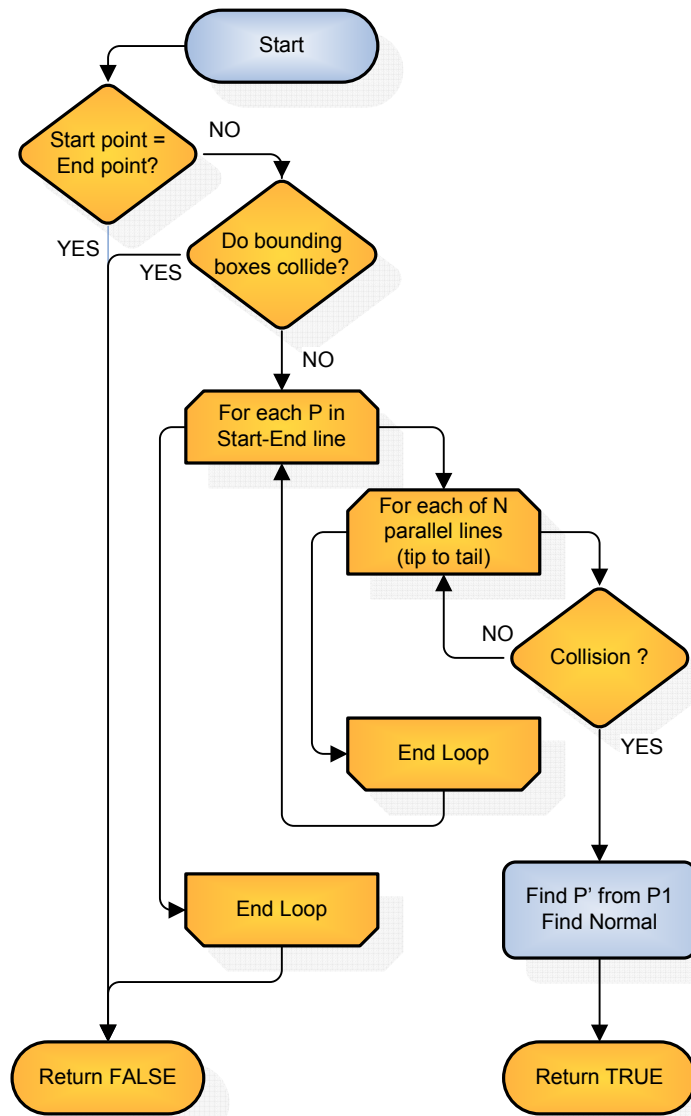 Start
Start point =
End point?
NO
YES
Do bounding
boxes collide?
YES
NO
For each P in
Start-End line
For each of N
parallel lines
(tip to tail)
NO
Collision ?
YES
End Loop
End Loop
Find P’ from P1
Find Normal
Return FALSE
Return TRUE